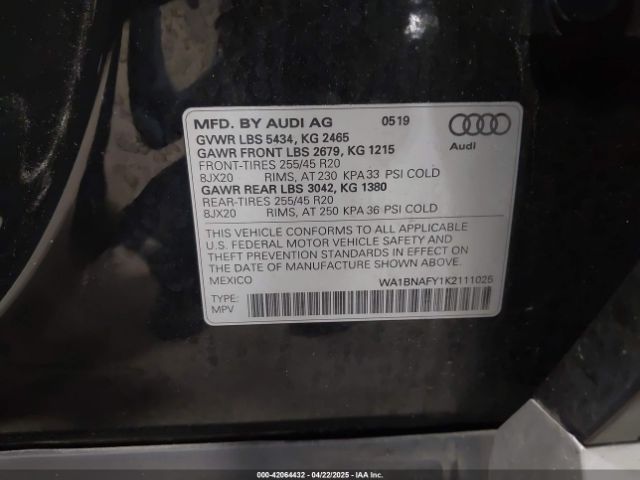 MFD. BY AUDI AG 0519
GVWR LBS 5434, KG 2465
GAWR FRONT LBS 2679, KG 1215
FRONT-TIRES 255/45 R20
8JX20 RIMS, AT 230 KPA 33 PSI COLD
GAWR REAR LBS 3042, KG 1380
REAR-TIRES 255/45 R20
8JX20 RIMS, AT 250 KPA 36 PSI COLD
Audi
THIS VEHICLE CONFORMS TO ALL APPLICABLE
U.S. FEDERAL MOTOR VEHICLE SAFETY AND
THEFT PREVENTION STANDARDS IN EFFECT ON
THE DATE OF MANUFACTURE SHOWN ABOVE.
MEXICO WA1BNAFY1K2111025
TYPE:
MPV
000-42064432 - 04/22/2025 - IAAI Inc.